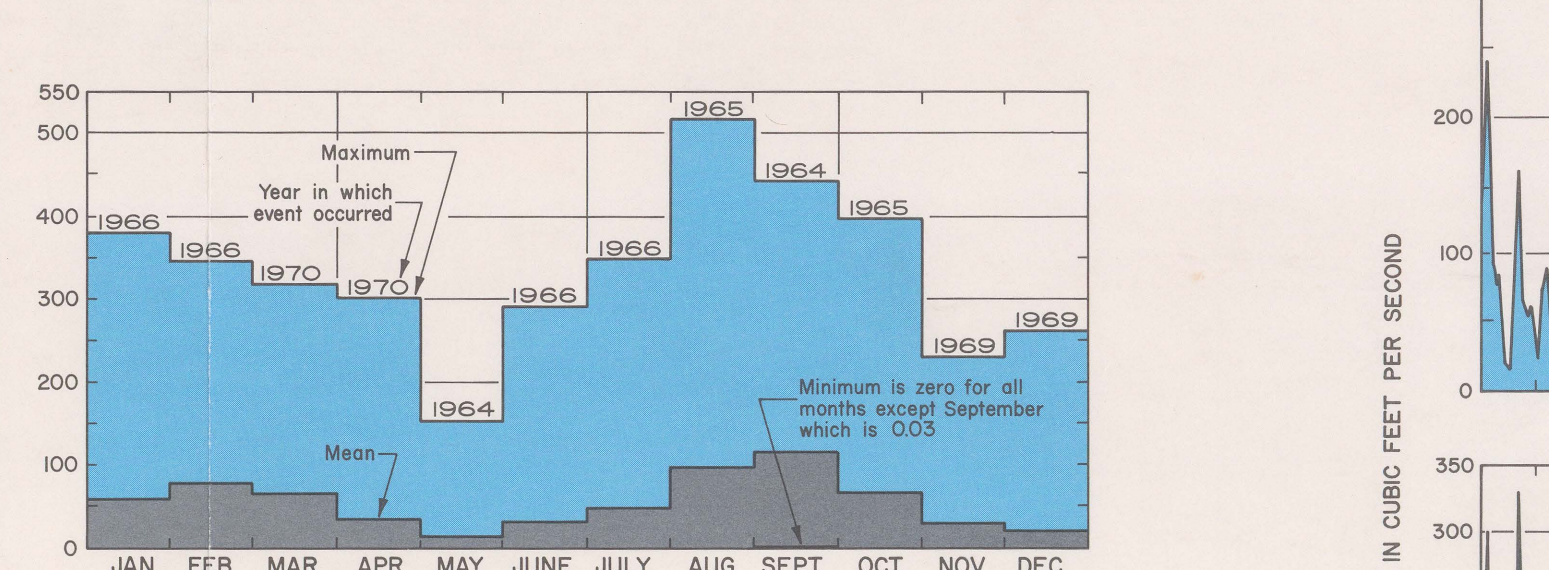 550
500
400
300
200
100
0
1966
1966
1970
1970
1964
1966
1966
1965
1964
1965
1969
1969
Maximum
Year in which
event occurred
Mean
Minimum is zero for all
months except September
which is 0.03
JAN FEB MAR APR MAY JUNE JULY AUG SEPT OCT NOV DEC
IN CUBIC FEET PER SECOND
200
100
0
350
300